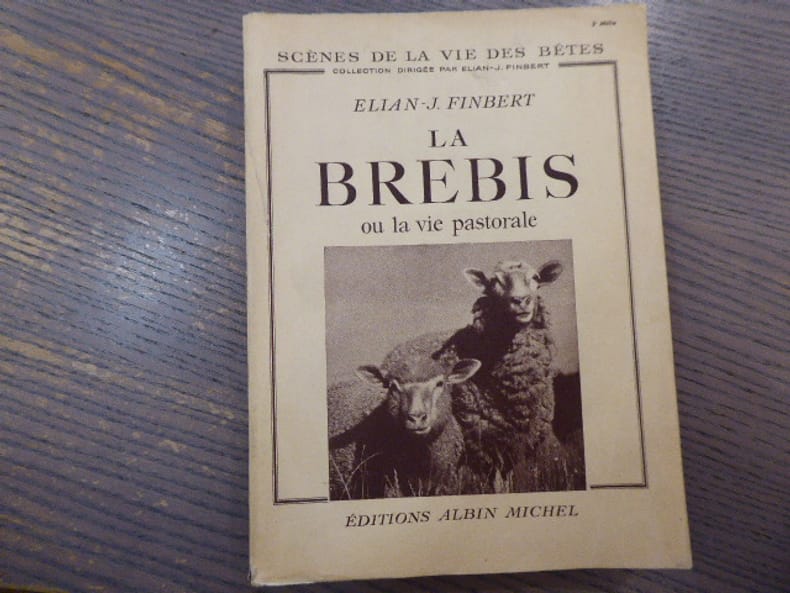 SCÈNES DE LA VIE DES BÊTES
COLLECTION DIRIGÉE PAR ELIAN-J. FINBERT
ELIAN-J. FINBERT
LA
BREBIS
ou la vie pastorale
ÉDITIONS ALBIN MICHEL